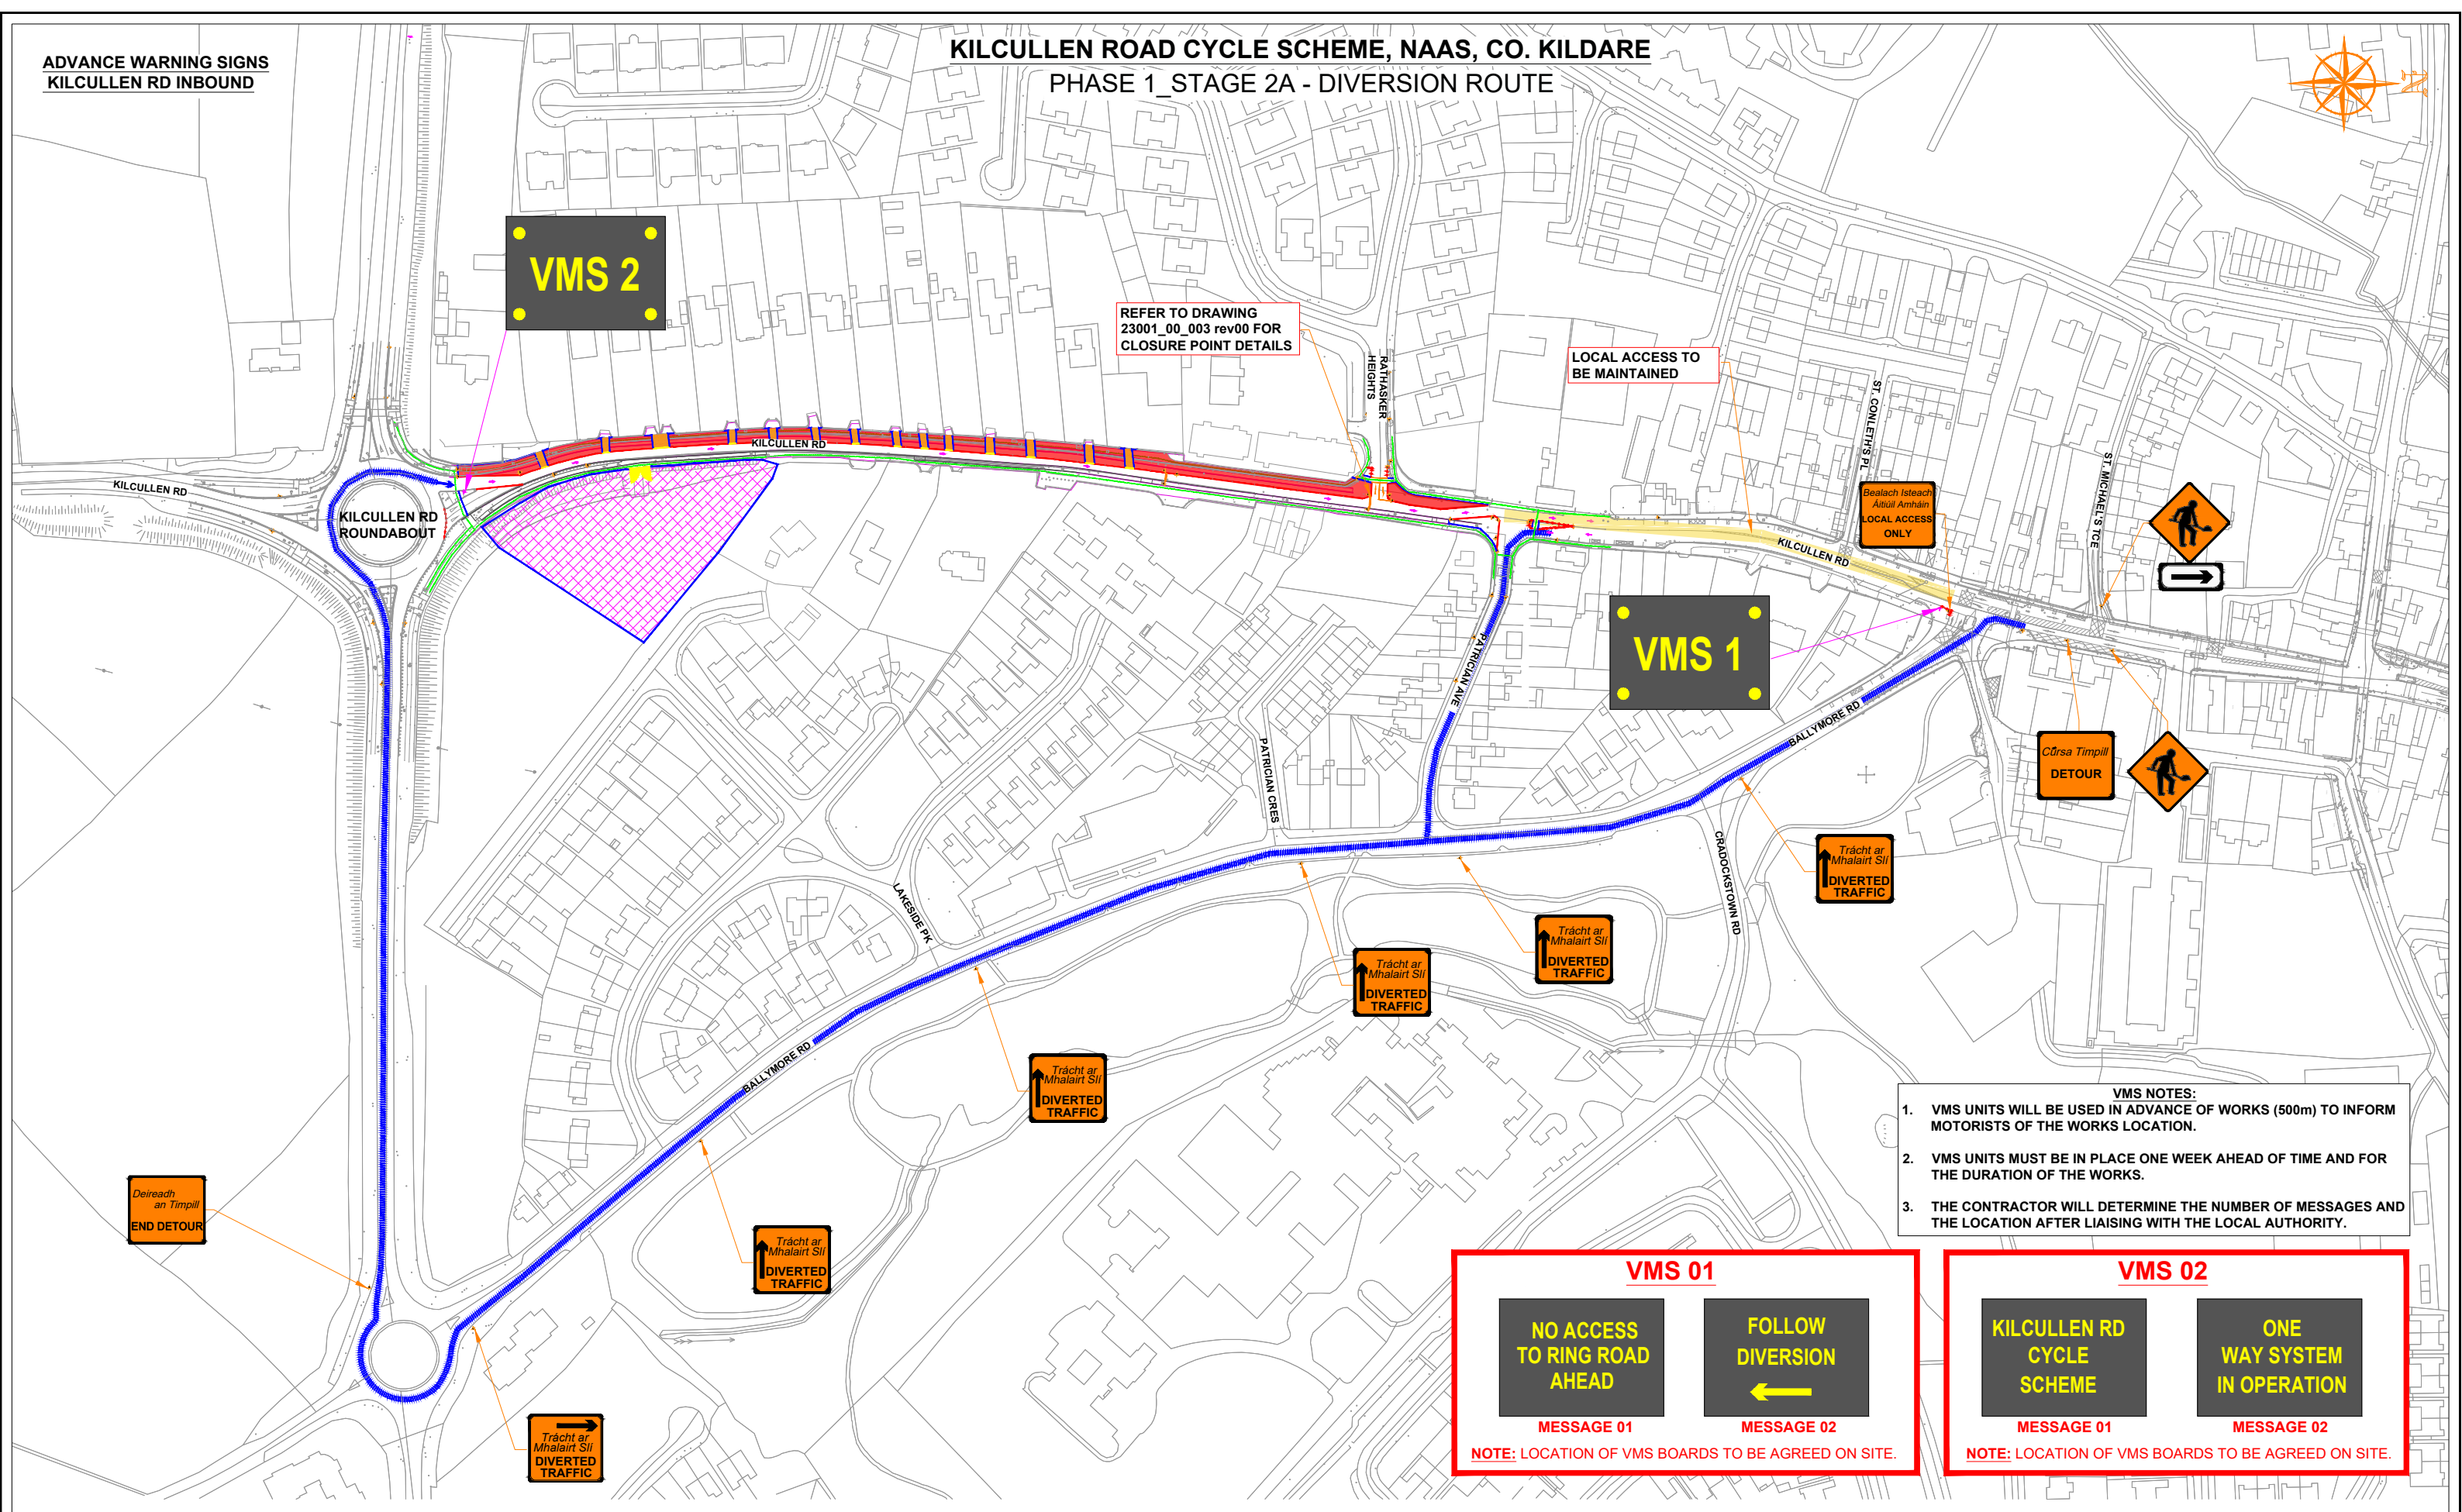 ADVANCE WARNING SIGNS
KILCULLEN RD INBOUND
KILCULLEN ROAD CYCLE SCHEME, NAAS, CO. KILDARE
PHASE 1_STAGE 2A - DIVERSION ROUTE
VMS 2
REFER TO DRAWING
23001_00_003 rev00 FOR
CLOSURE POINT DETAILS
RATHASKER
HEIGHTS
LOCAL ACCESS TO
BE MAINTAINED
ST. CONLETH'S PL
ST. MICHAEL'S TCE
KILCULLEN RD
KILCULLEN RD
KILCULLEN RD
ROUNDABOUT
KILCULLEN RD
Bealach Isteach
Áitiúil Amháin
LOCAL ACCESS
ONLY
VMS 1
PATRICIAN AVE
PATRICIAN CRES
BALLYMORE RD
Cúrsa Timpill
DETOUR
CRADOCKSTOWN RD
LAKESIDE PK
Trácht ar
Mhalairt Slí
DIVERTED
TRAFFIC
Trácht ar
Mhalairt Slí
DIVERTED
TRAFFIC
Trácht ar
Mhalairt Slí
DIVERTED
TRAFFIC
Trácht ar
Mhalairt Slí
DIVERTED
TRAFFIC
BALLYMORE RD
Deireadh
an Timpill
END DETOUR
Trácht ar
Mhalairt Slí
DIVERTED
TRAFFIC
Trácht ar
Mhalairt Slí
DIVERTED
TRAFFIC
VMS NOTES:
1. VMS UNITS WILL BE USED IN ADVANCE OF WORKS (500m) TO INFORM
MOTORISTS OF THE WORKS LOCATION.
2. VMS UNITS MUST BE IN PLACE ONE WEEK AHEAD OF TIME AND FOR
THE DURATION OF THE WORKS.
3. THE CONTRACTOR WILL DETERMINE THE NUMBER OF MESSAGES AND
THE LOCATION AFTER LIAISING WITH THE LOCAL AUTHORITY.
VMS 01
NO ACCESS
TO RING ROAD
AHEAD
MESSAGE 01
FOLLOW
DIVERSION
MESSAGE 02
NOTE: LOCATION OF VMS BOARDS TO BE AGREED ON SITE.
VMS 02
KILCULLEN RD
CYCLE
SCHEME
MESSAGE 01
ONE
WAY SYSTEM
IN OPERATION
MESSAGE 02
NOTE: LOCATION OF VMS BOARDS TO BE AGREED ON SITE.